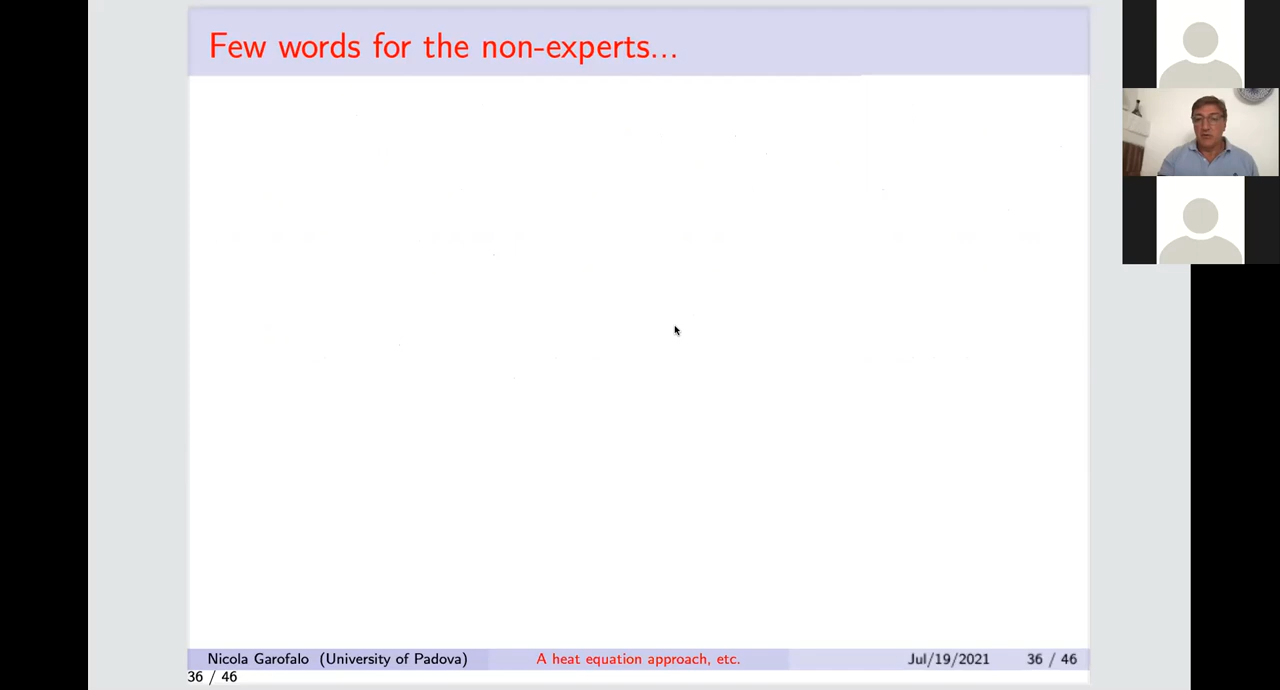 Few words for the non-experts...
Nicola Garofalo (University of Padova) A heat equation approach, etc. Jul/19/2021 36 / 46
36 / 46